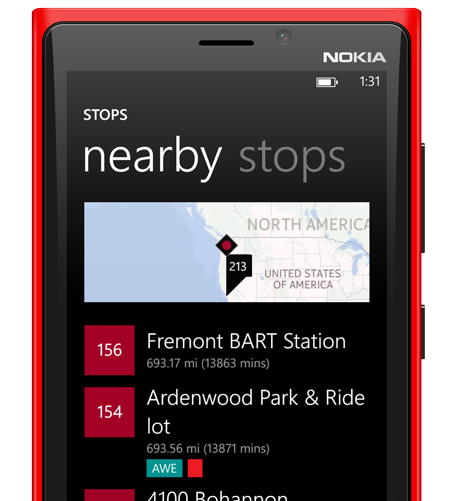 NOKIA
1:31
STOPS
nearby stops
NORTH AMERICA
213
UNITED STATES
OF AMERICA
156
Fremont BART Station
693.17 mi (13863 mins)
154
Ardenwood Park & Ride
lot
693.56 mi (13871 mins)
AWE
4100 Bohannon